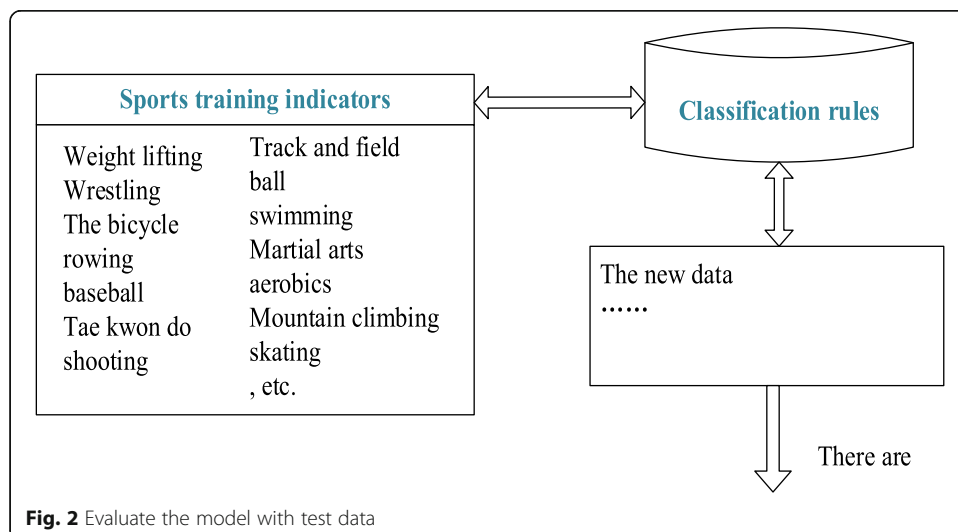 Sports training indicators
Weight lifting
Wrestling
The bicycle
rowing
baseball
Tae kwon do
shooting
Track and field
ball
swimming
Martial arts
aerobics
Mountain climbing
skating
, etc.
Classification rules
The new data
……
There are
Fig. 2 Evaluate the model with test data